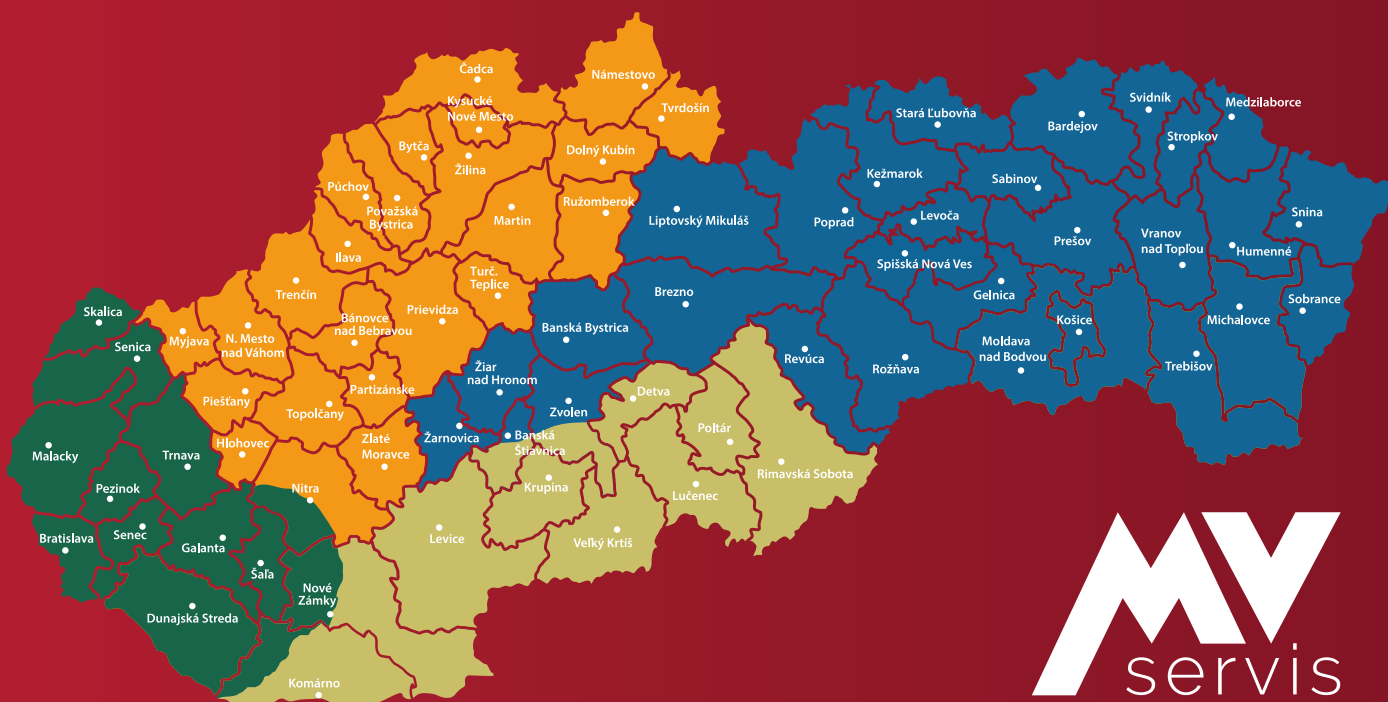 Čadca
Námestovo
Kysucké
Nové Mesto
Tvrdošín
Svidník
Medzilaborce
Stará Ľubovňa
Bardejov
Stropkov
Bytča
Žilina
Dolný Kubín
Kežmarok
Sabinov
Púchov
Považská
Bystrica
Martin
Ružomberok
Liptovský Mikuláš
Poprad
Levoča
Prešov
Vranov
nad Topľou
Snina
Humenné
Ilava
Spišská Nová Ves
Turč.
Teplice
Trenčín
Prievidza
Brezno
Gelnica
Sobrance
Skalica
Bánovce
nad Bebravou
Košice
Michalovce
Myjava
N. Mesto
nad Váhom
Senica
Banská Bystrica
Moldava
nad Bodvou
Žiar
nad Hronom
Revúca
Rožňava
Trebišov
Piešťany
Partizánske
Topoľčany
Detva
Zvolen
Poltár
Malacky
Trnava
Hlohovec
Zlaté
Moravce
Žarnovica
Banská
Štiavnica
Rimavská Sobota
Pezinok
Nitra
Krupina
Lučenec
Bratislava
Senec
Galanta
Levice
Veľký Krtíš
Šaľa
Nové
Zámky
Dunajská Streda
Komárno
MV
servis